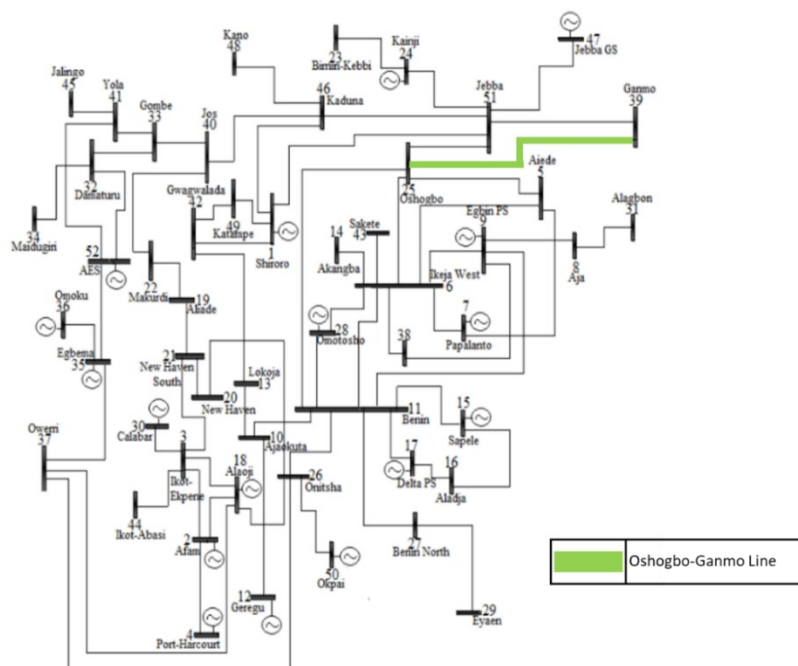 Kano
48
23
Birnin-Kebbi
Kainji
24
47
Jebba GS
Jalingo
45
Yola
41
Gombe
33
Jos
40
46
Kaduna
Jebba
51
Ganmo
39
32
Damaturu
34
Maidugiri
Gwagwalada
42
49
Katampe
1
Shiroro
25
Oshogbo
Aiede
5
Egbin PS
9
Alagbon
31
8
Aja
Sakete
43
14
Akangba
Ikeja West
6
7
Papalanto
52
AES
22
Makurdi
19
Aliade
Omoku
36
Egbema
35
28
Omotosho
38
21
New Haven
South
20
New Haven
Lokoja
13
11
Benin
15
Sapele
Owerri
37
30
Calabar
3
Ikot-
Ekpene
10
Ajaokuta
18
Alaoji
26
Onitsha
17
Delta PS
16
Aladja
44
Ikot-Abasi
2
Afam
27
Benin North
50
Okpai
12
Geregu
29
Eyaen
4
Port-Harcourt
Oshogbo-Ganmo Line